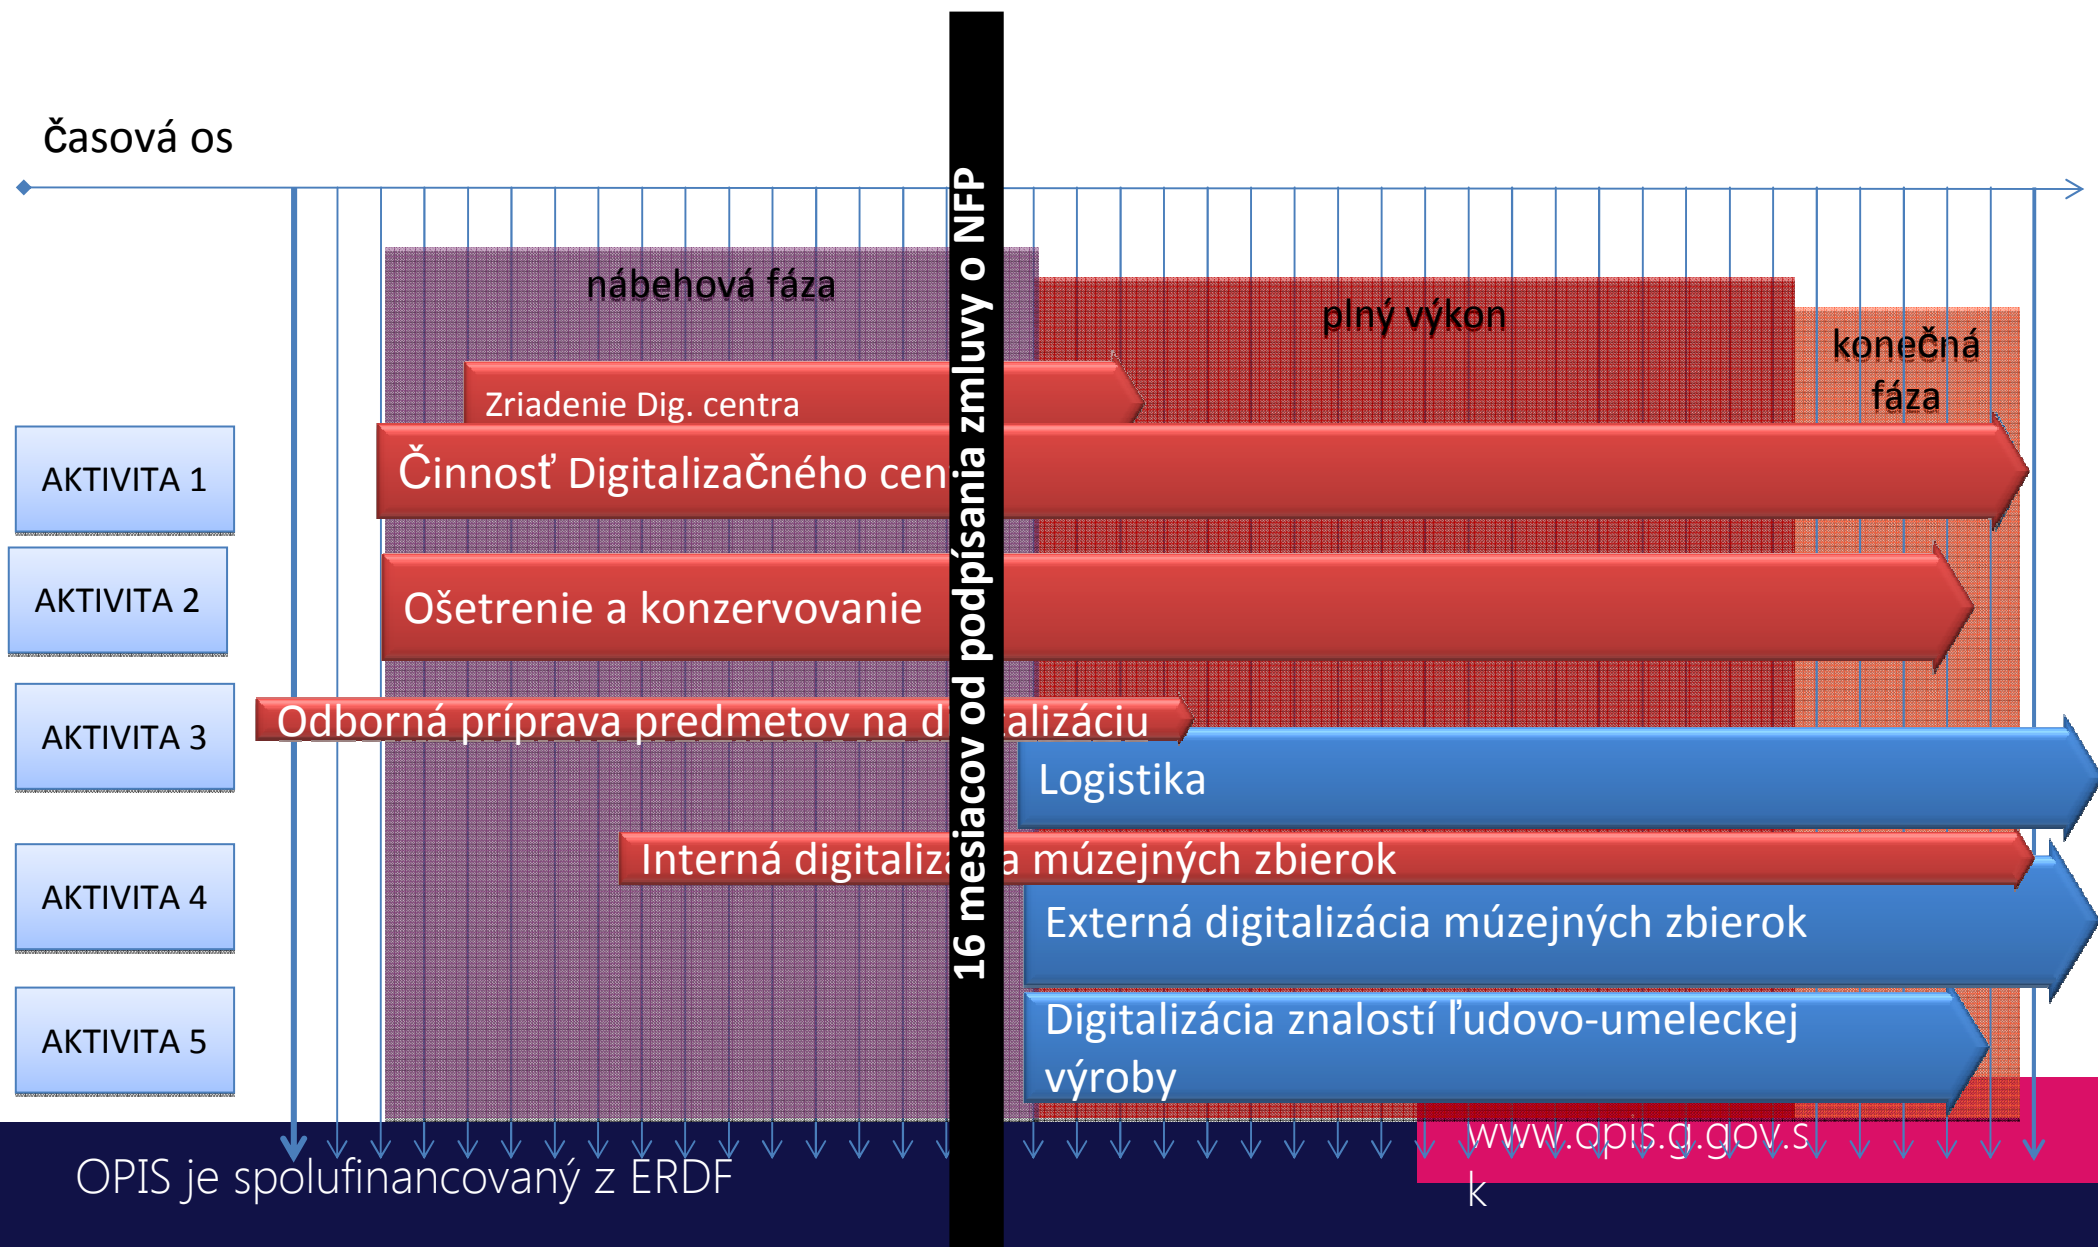 časová os
nábehová fáza
plný výkon
konečná
fáza
16 mesiacov od podpísania zmluvy o NFP
Zriadenie Dig. centra
AKTIVITA 1
Činnosť Digitalizačného cen
AKTIVITA 2
Ošetrenie a konzervovanie
AKTIVITA 3
Odborná príprava predmetov na d talizáciu
Logistika
AKTIVITA 4
Interná digitaliz a múzejných zbierok
Externá digitalizácia múzejných zbierok
AKTIVITA 5
Digitalizácia znalostí ľudovo-umeleckej
výroby
OPIS je spolufinancovaný z ERDF
www.opis.g.gov.s
k